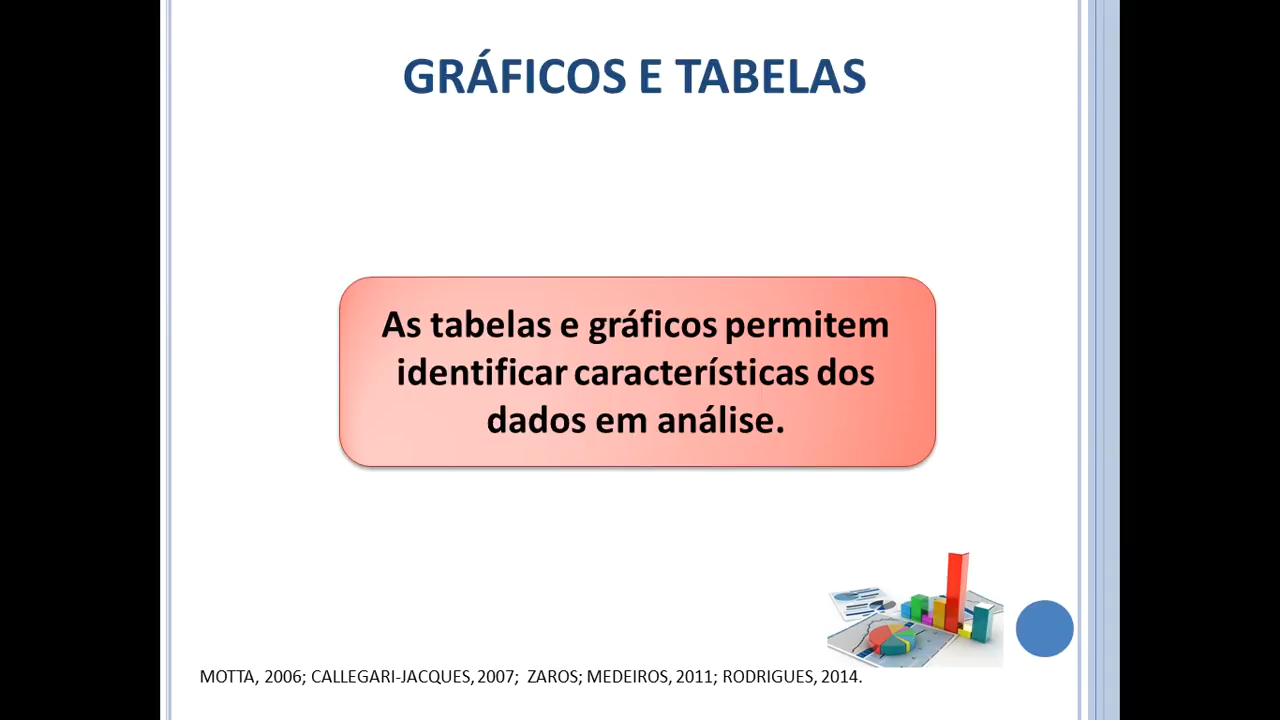 GRÁFICOS E TABELAS
As tabelas e gráficos permitem
identificar características dos
dados em análise.
MOTTA, 2006; CALLEGARI-JACQUES, 2007; ZAROS; MEDEIROS, 2011; RODRIGUES, 2014.